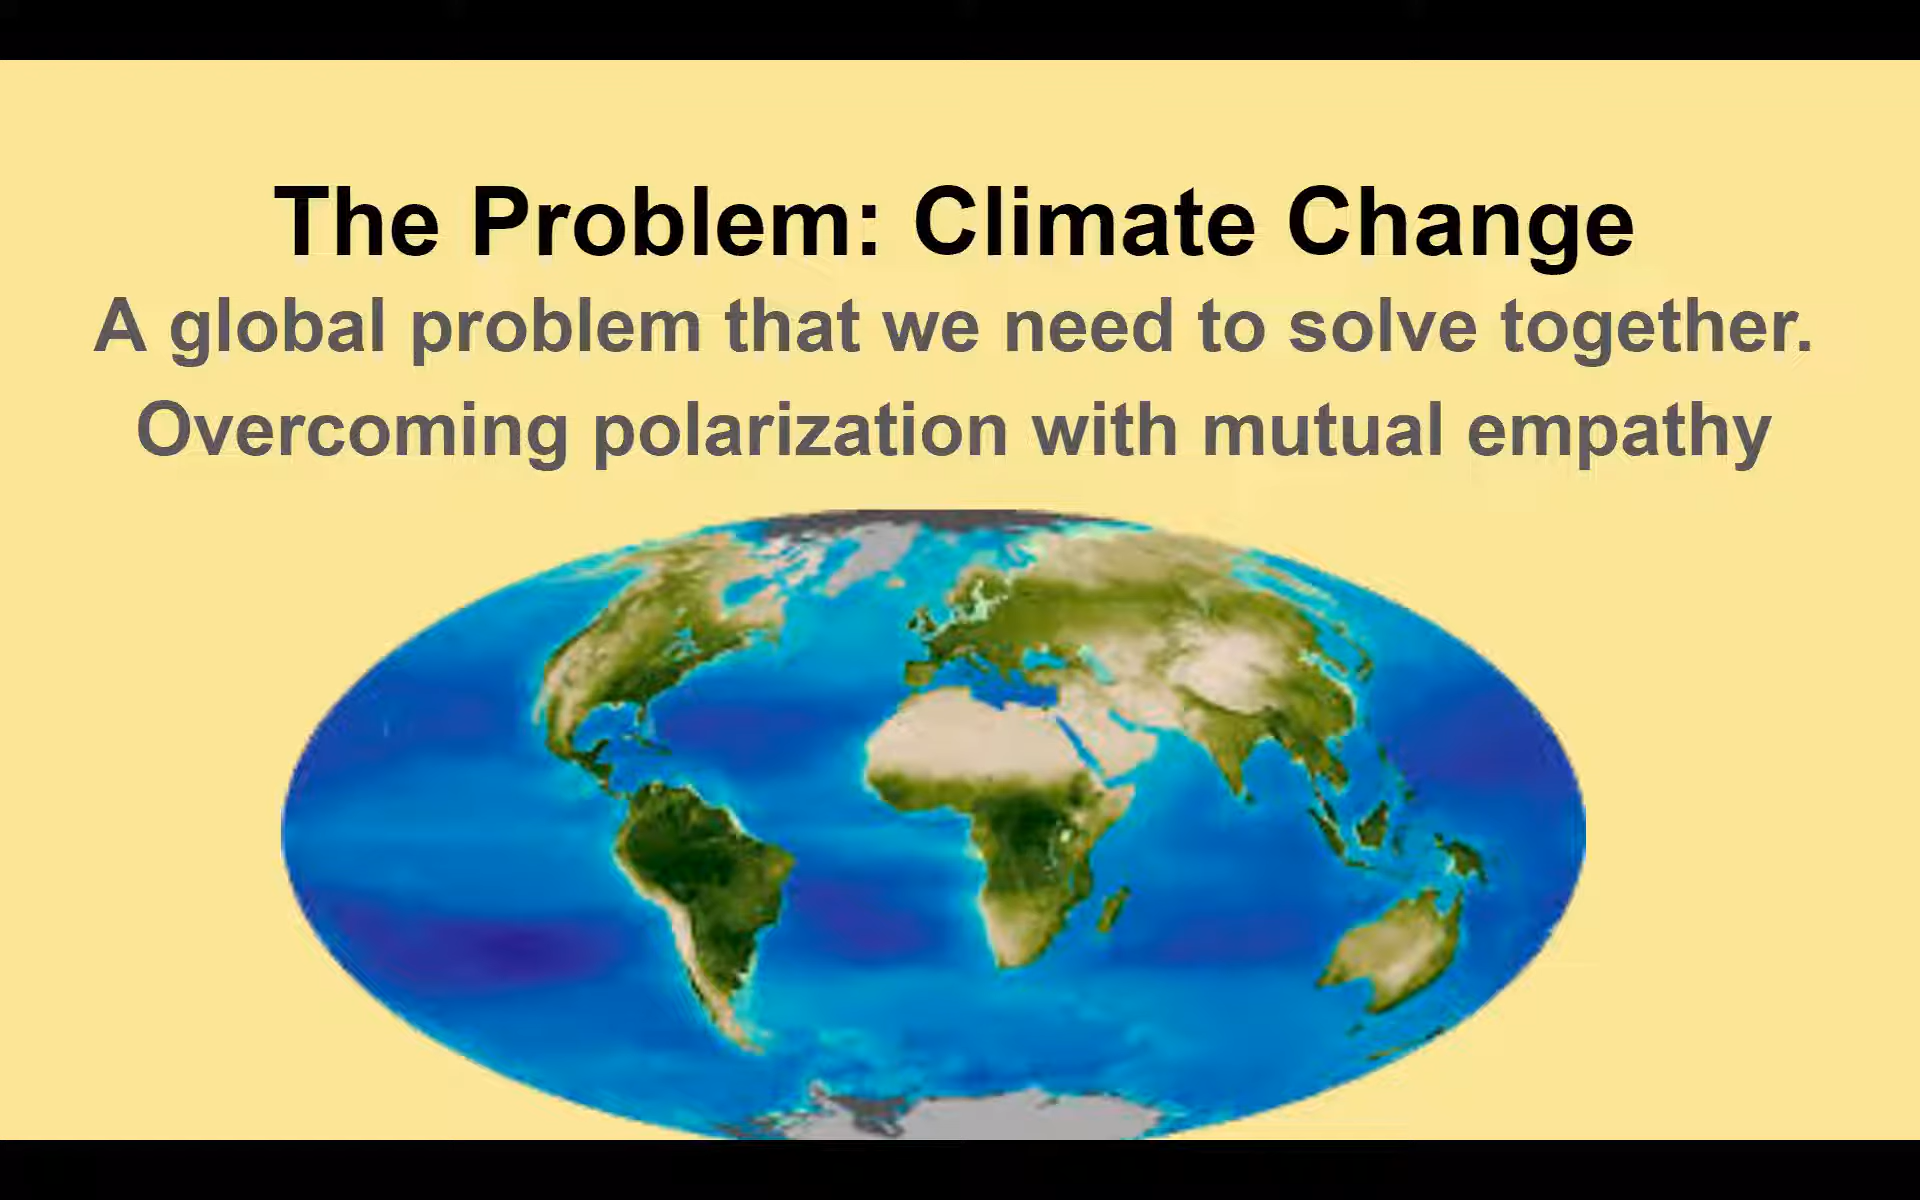 The Problem: Climate Change
A global problem that we need to solve together.
Overcoming polarization with mutual empathy